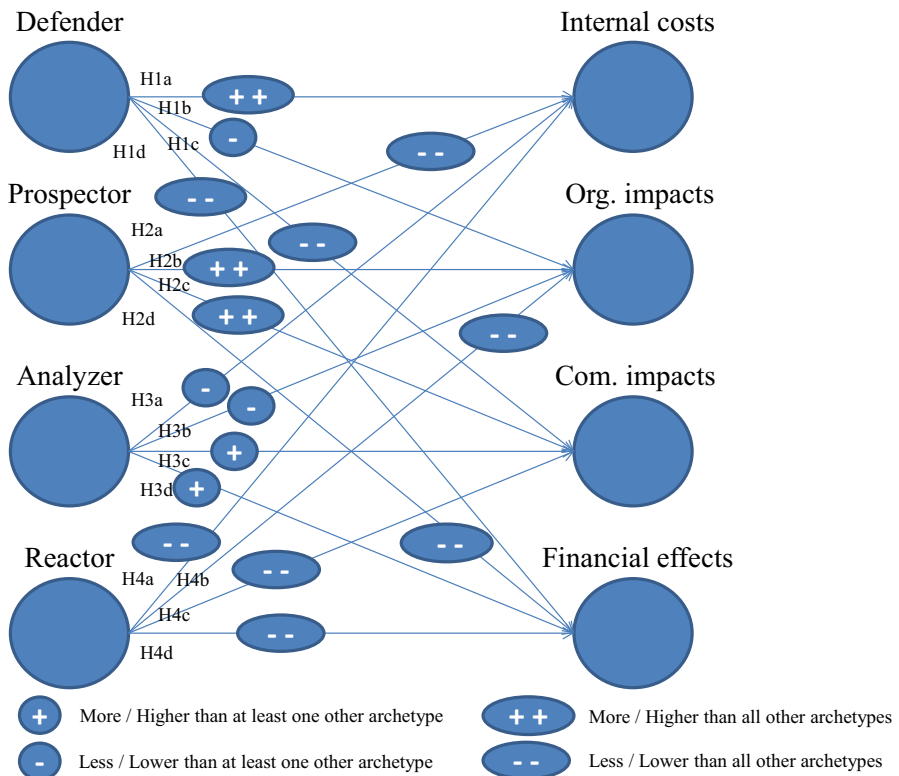 Defender
Internal costs
H1a
+ +
H1b
-
H1c
H1d
- -
- -
Prospector
Org. impacts
H2a
- -
H2b
+ +
H2c
+ +
H2d
- -
Analyzer
Com. impacts
H3a
-
-
H3b
+
H3c
H3d
+
- -
Reactor
Financial effects
- -
H4a
H4b
- -
H4c
- -
H4d
+ More / Higher than at least one other archetype
+ + More / Higher than all other archetypes
- Less / Lower than at least one other archetype
- - Less / Lower than all other archetypes